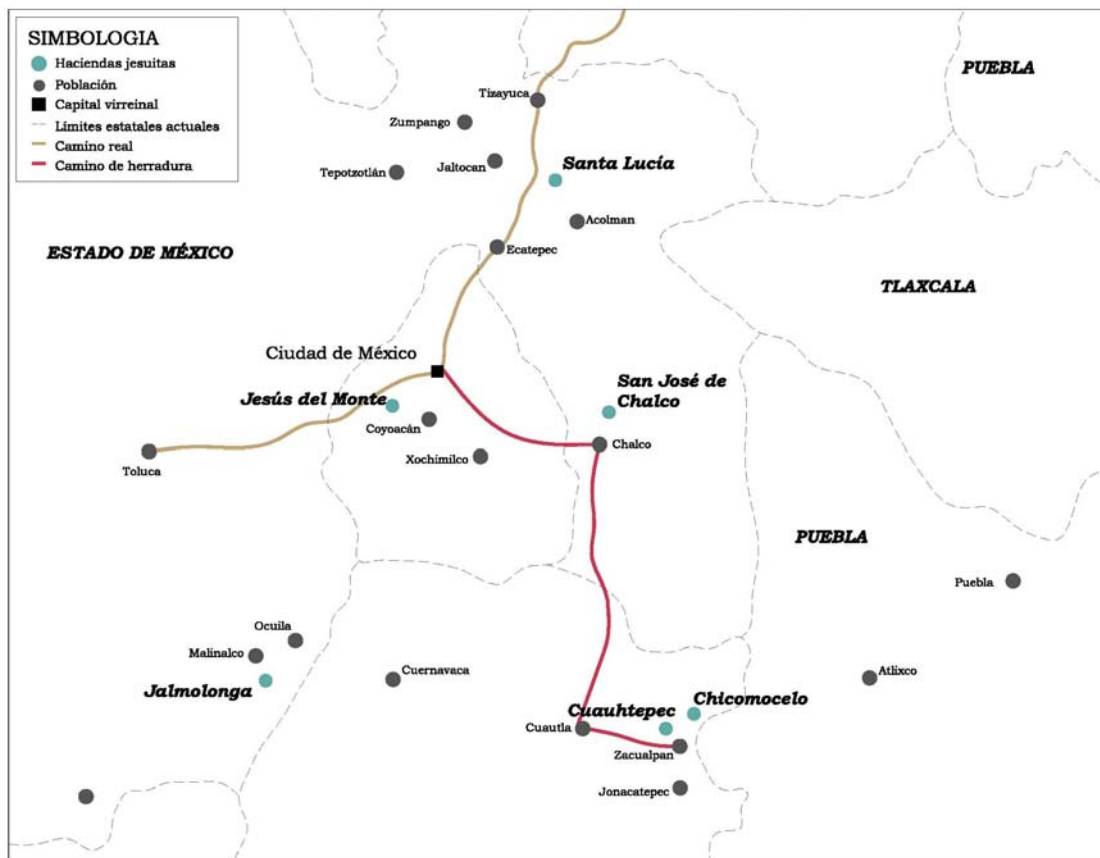 SIMBOLOGIA
Haciendas jesuitas
Población
Capital virreinal
Límites estatales actuales
Camino real
Camino de herradura
PUEBLA
Tizayuca
Zumpango
Jaltocan
Santa Lucía
Tepotzotlán
Acolman
Ecatepec
ESTADO DE MÉXICO
TLAXCALA
Ciudad de México
Jesús del Monte
San José de
Chalco
Coyoacán
Chalco
Xochimilco
Toluca
PUEBLA
Puebla
Ocuila
Malinalco
Cuernavaca
Atlixco
Jalmolonga
Chicomocelo
Cuauhtepec
Cuautla
Zacualpan
Jonacatepec